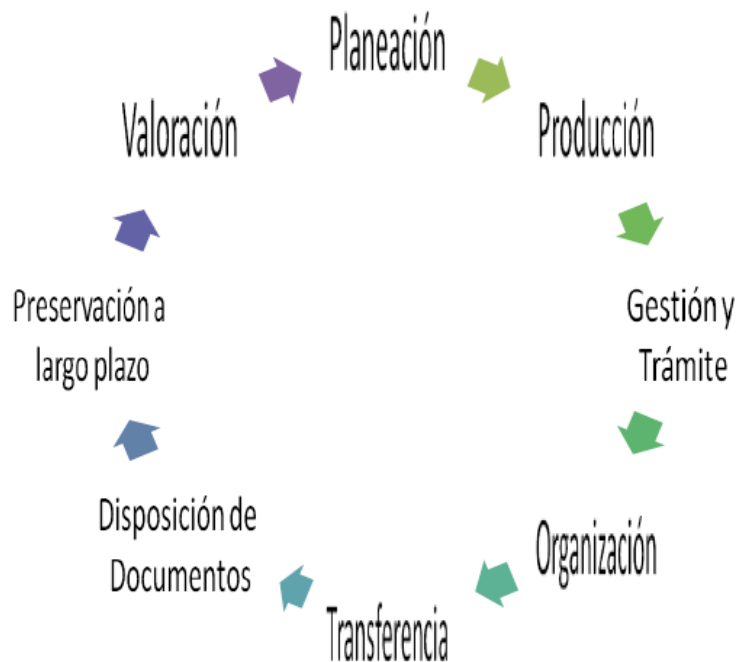 Planeación
Producción
Gestión y
Trámite
Organización
Transferencia
Disposición de
Documentos
Preservación a
largo plazo
Valoración